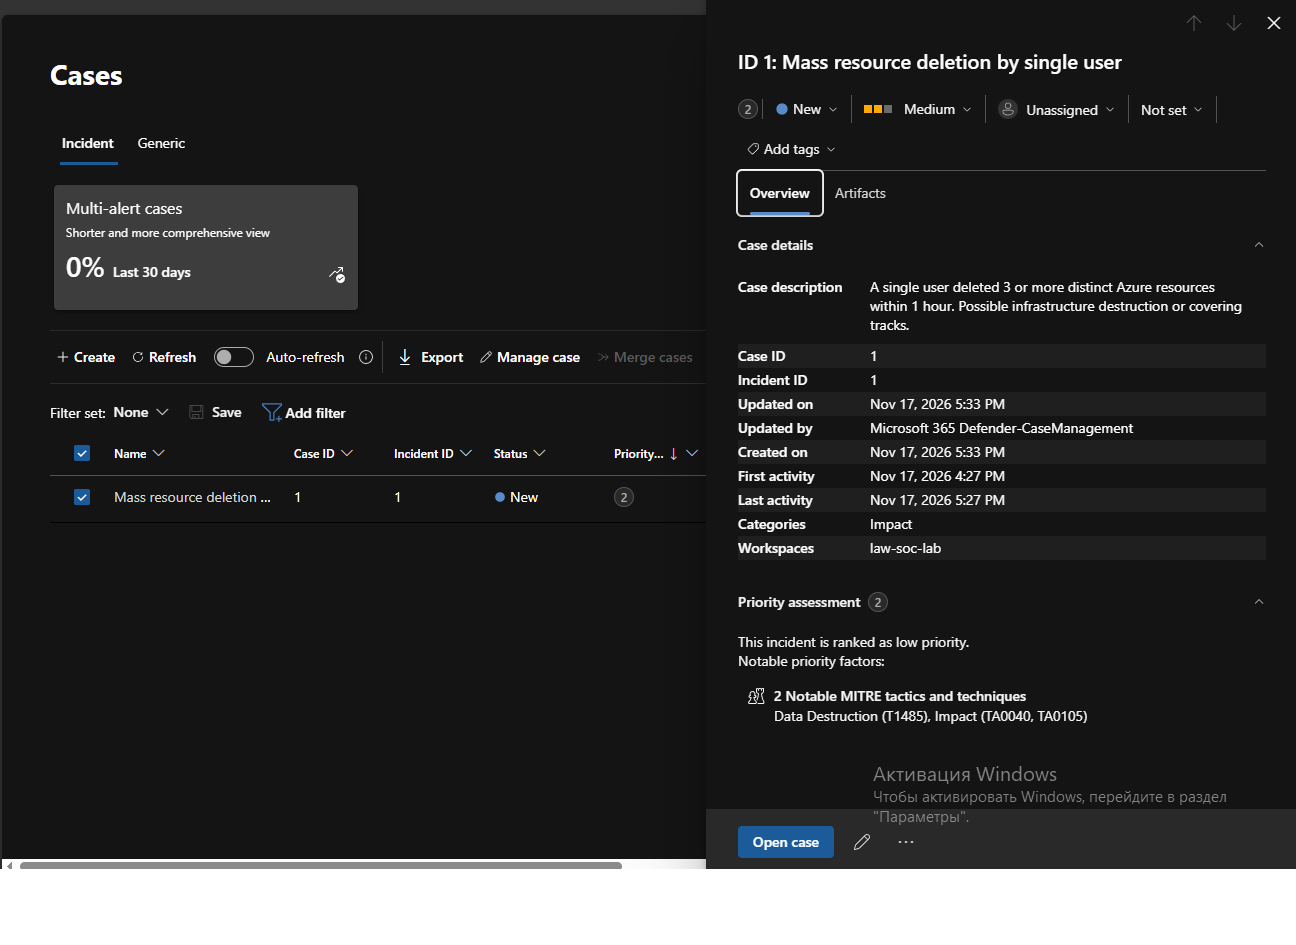 Cases
Incident Generic
Multi-alert cases
Shorter and more comprehensive view
0% Last 30 days
Create Refresh Auto-refresh Export Manage case Merge cases
Filter set: None Save Add filter
Name Case ID Incident ID Status Priority...
Mass resource deletion ... 1 1 New 2
ID 1: Mass resource deletion by single user
2 New Medium Unassigned Not set
Add tags
Overview Artifacts
Case details
Case description A single user deleted 3 or more distinct Azure resources
within 1 hour. Possible infrastructure destruction or covering
tracks.
Case ID 1
Incident ID 1
Updated on Nov 17, 2026 5:33 PM
Updated by Microsoft 365 Defender-CaseManagement
Created on Nov 17, 2026 5:33 PM
First activity Nov 17, 2026 4:27 PM
Last activity Nov 17, 2026 5:27 PM
Categories Impact
Workspaces law-soc-lab
Priority assessment 2
This incident is ranked as low priority.
Notable priority factors:
2 Notable MITRE tactics and techniques
Data Destruction (T1485), Impact (TA0040, TA0105)
Активация Windows
Чтобы активировать Windows, перейдите в раздел
"Параметры".
Open case ...